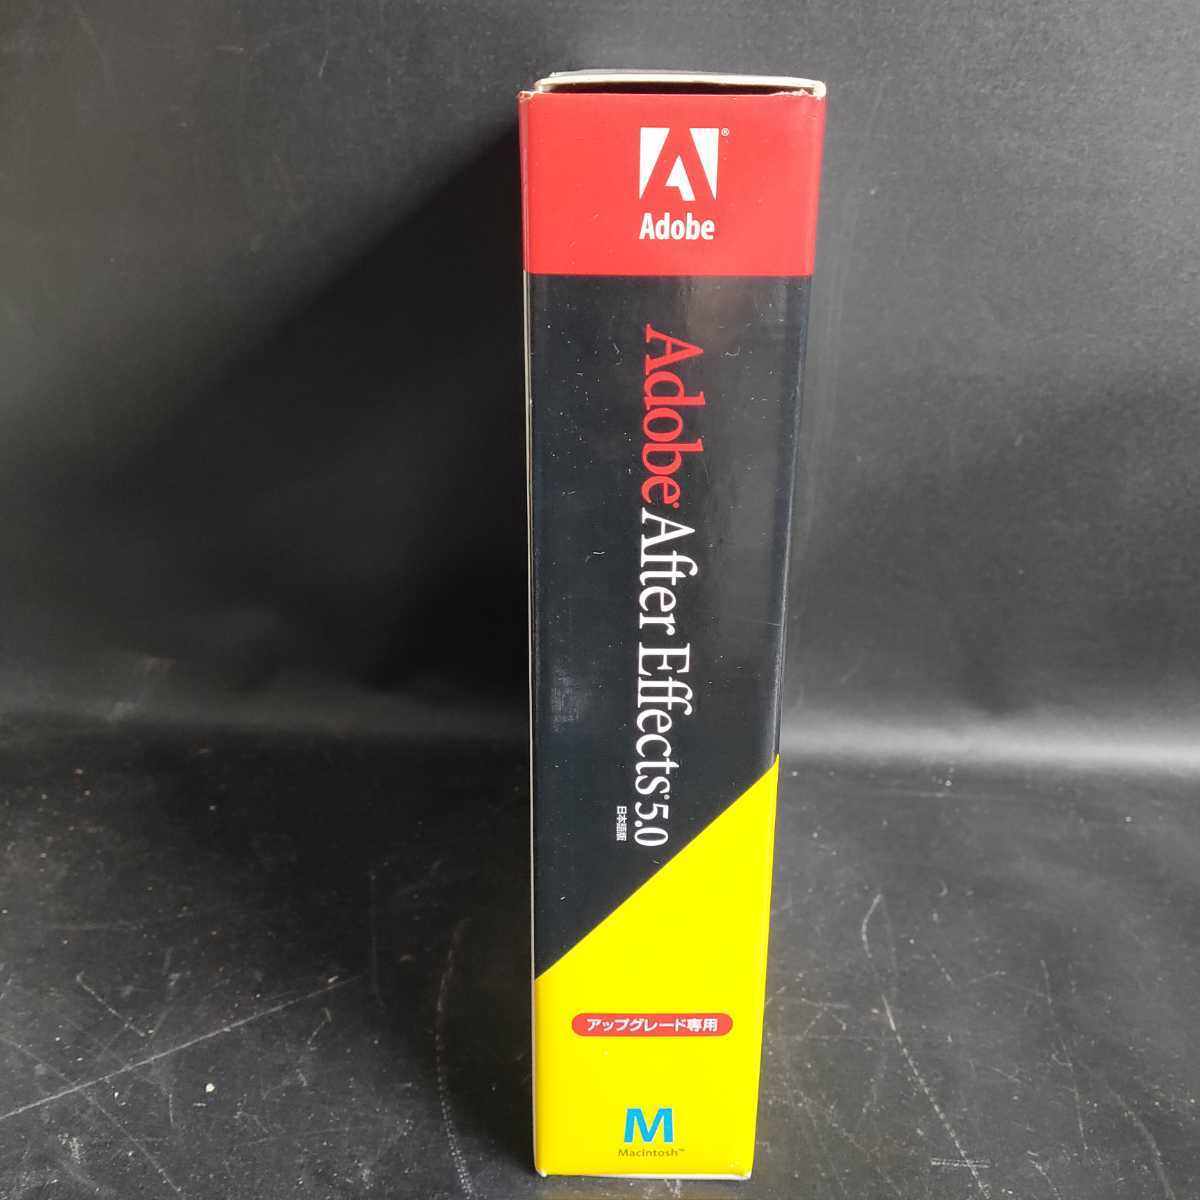 ®
Adobe
Adobe® After Effects® 5.0
日本語版
アップグレード専用
M
Macintosh™